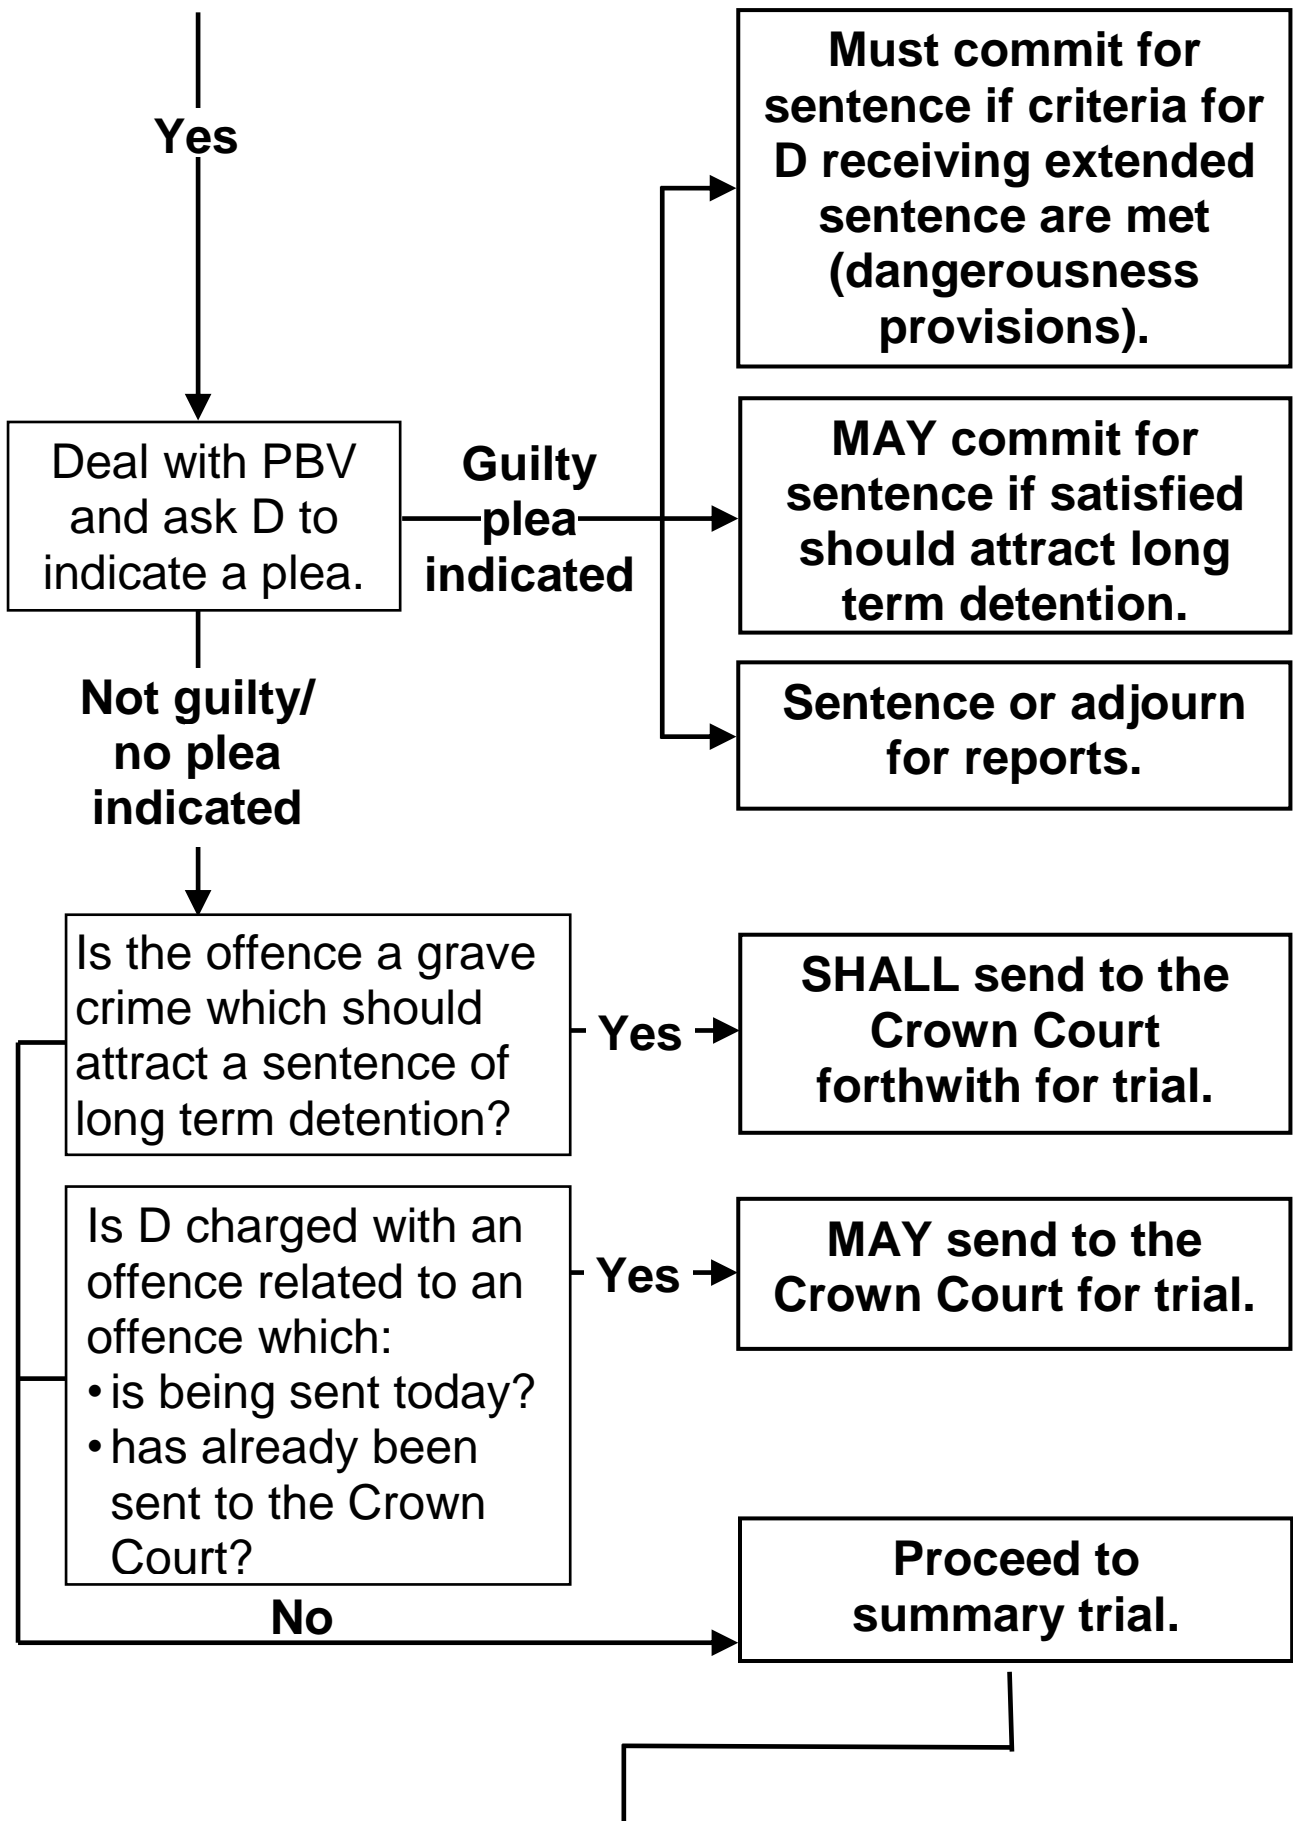 Yes
Must commit for
sentence if criteria for
D receiving extended
sentence are met
(dangerousness
provisions).
Deal with PBV
and ask D to
indicate a plea.
Guilty
plea
indicated
MAY commit for
sentence if satisfied
should attract long
term detention.
Sentence or adjourn
for reports.
Not guilty/
no plea
indicated
Is the offence a grave
crime which should
attract a sentence of
long term detention?
Yes
SHALL send to the
Crown Court
forthwith for trial.
Is D charged with an
offence related to an
offence which:
• is being sent today?
• has already been
sent to the Crown
Court?
Yes
MAY send to the
Crown Court for trial.
No
Proceed to
summary trial.